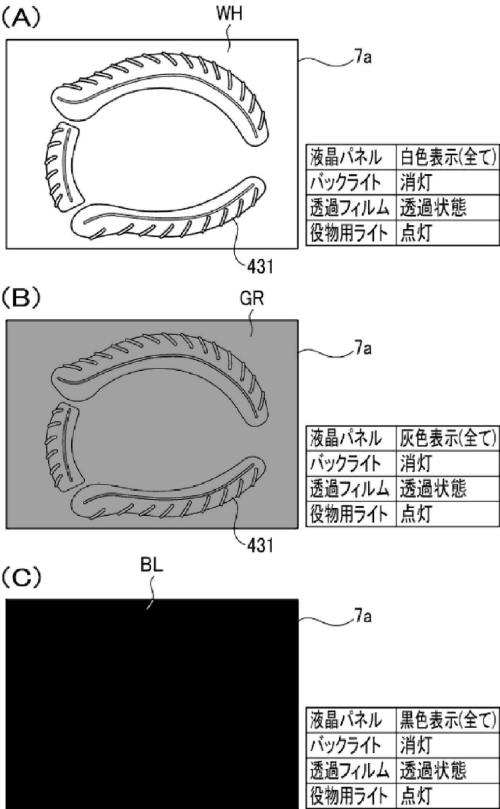 (A)
WH
7a
液晶パネル 白色表示(全て)
バックライト 消灯
透過フィルム 透過状態
役物用ライト 点灯
431
(B)
GR
7a
液晶パネル 灰色表示(全て)
バックライト 消灯
透過フィルム 透過状態
役物用ライト 点灯
431
(C)
BL
7a
液晶パネル 黒色表示(全て)
バックライト 消灯
透過フィルム 透過状態
役物用ライト 点灯